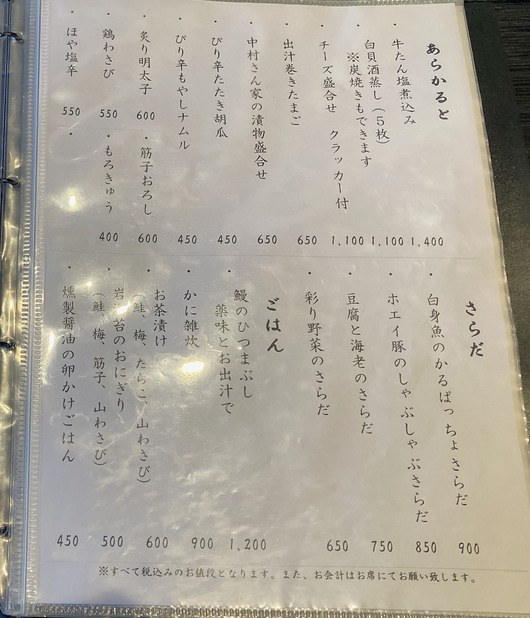 あらかると
・牛たん塩煮込み 1,400
・白貝酒蒸し（５枚） 1,100
※炭焼きもできます
・チーズ盛合せ クラッカー付 1,100
・出汁巻きたまご 650
・中村さん家の漬物盛合せ 650
・ぴり辛たたき胡瓜 450
・ぴり辛もやしナムル 450
・炙り明太子 600
・筋子おろし 600
・鶏わさび 550
・もろきゅう 400
・ほや塩辛 550
さらだ
・白身魚のかるぱっちょさらだ 900
・ホエイ豚のしゃぶしゃぶさらだ 850
・豆腐と海老のさらだ 750
・彩り野菜のさらだ 650
ごはん
・鰻のひつまぶし 1,200
薬味とお出汁で
・かに雑炊 900
・お茶漬け 600
（鮭、梅、たらこ、山わさび）
・岩海苔のおにぎり 500
（鮭、梅、筋子、山わさび）
・燻製醤油の卵かけごはん 450
※すべて税込みのお値段となります。また、お会計はお席にてお願い致します。